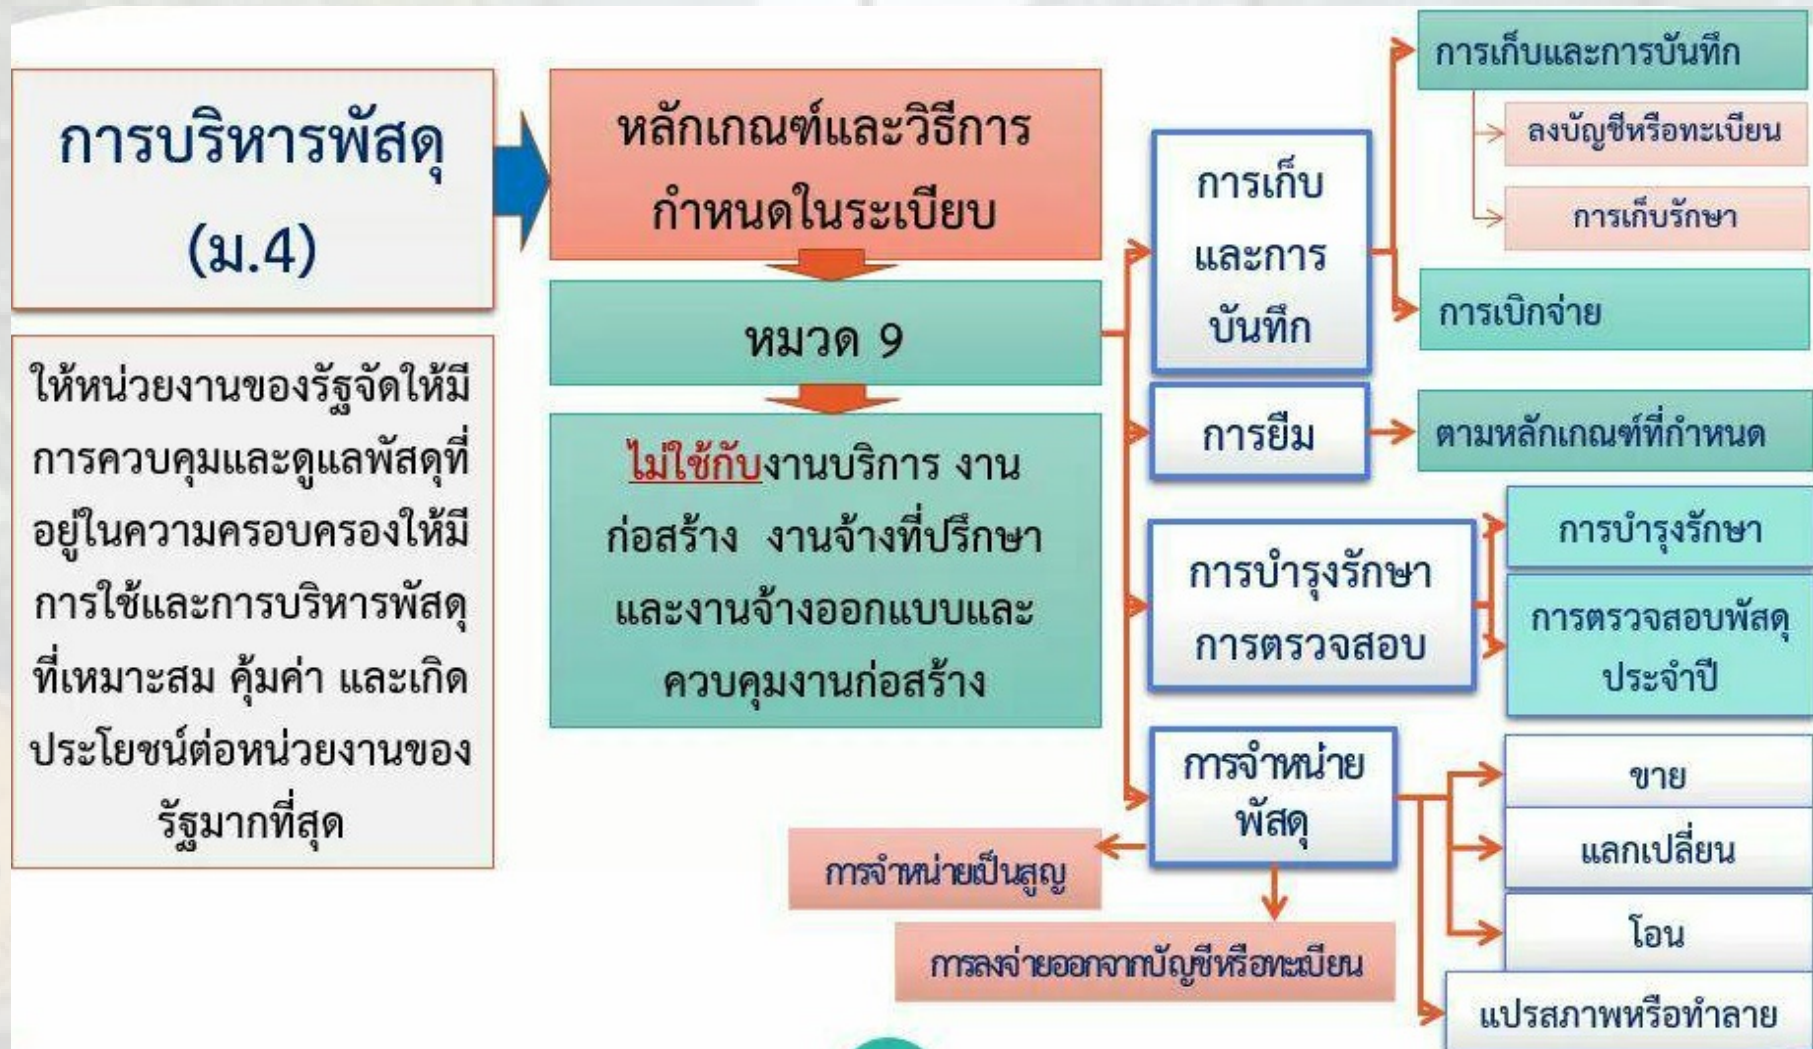 การบริหารพัสดุ
(ม.4)
ให้หน่วยงานของรัฐจัดให้มี
การควบคุมและดูแลพัสดุที่
อยู่ในความครอบครองให้มี
การใช้และการบริหารพัสดุ
ที่เหมาะสม คุ้มค่า และเกิด
ประโยชน์ต่อหน่วยงานของ
รัฐมากที่สุด
หลักเกณฑ์และวิธีการ
กำหนดในระเบียบ
หมวด 9
ไม่ใช้กับงานบริการ งาน
ก่อสร้าง งานจ้างที่ปรึกษา
และงานจ้างออกแบบและ
ควบคุมงานก่อสร้าง
การเก็บ
และการ
บันทึก
การเก็บและการบันทึก
ลงบัญชีหรือทะเบียน
การเก็บรักษา
การเบิกจ่าย
การยืม
ตามหลักเกณฑ์ที่กำหนด
การบำรุงรักษา
การตรวจสอบ
การบำรุงรักษา
การตรวจสอบพัสดุ
ประจำปี
การจำหน่าย
พัสดุ
ขาย
แลกเปลี่ยน
โอน
แปรสภาพหรือทำลาย
การจำหน่ายเป็นสูญ
การลงจ่ายออกจากบัญชีหรือทะเบียน